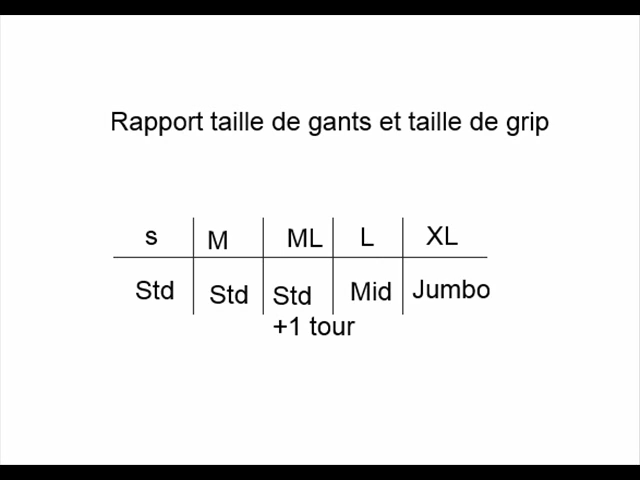 Rapport taille de gants et taille de grip
s M ML L XL
Std Std Std Mid Jumbo
+1 tour